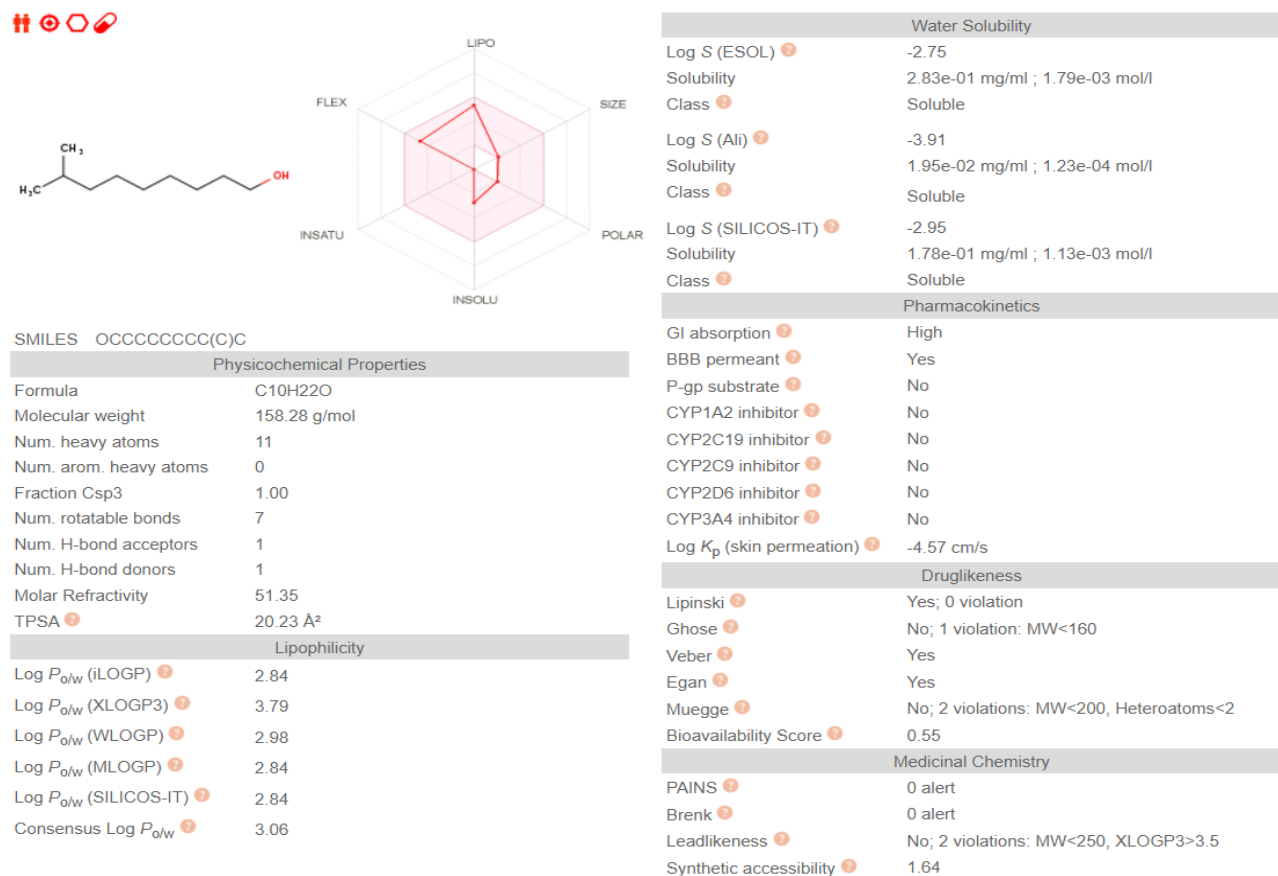 LIPO
FLEX
SIZE
CH₃
OH
H₃C
INSATU
POLAR
INSOLU
SMILES OCCCCCCCC(C)C
Physicochemical Properties
Formula C10H22O
Molecular weight 158.28 g/mol
Num. heavy atoms 11
Num. arom. heavy atoms 0
Fraction Csp3 1.00
Num. rotatable bonds 7
Num. H-bond acceptors 1
Num. H-bond donors 1
Molar Refractivity 51.35
TPSA ? 20.23 Å²
Lipophilicity
Log Po/w (iLOGP) ? 2.84
Log Po/w (XLOGP3) ? 3.79
Log Po/w (WLOGP) ? 2.98
Log Po/w (MLOGP) ? 2.84
Log Po/w (SILICOS-IT) ? 2.84
Consensus Log Po/w ? 3.06
Water Solubility
Log S (ESOL) ? -2.75
Solubility 2.83e-01 mg/ml ; 1.79e-03 mol/l
Class ? Soluble
Log S (Ali) ? -3.91
Solubility 1.95e-02 mg/ml ; 1.23e-04 mol/l
Class ? Soluble
Log S (SILICOS-IT) ? -2.95
Solubility 1.78e-01 mg/ml ; 1.13e-03 mol/l
Class ? Soluble
Pharmacokinetics
GI absorption ? High
BBB permeant ? Yes
P-gp substrate ? No
CYP1A2 inhibitor ? No
CYP2C19 inhibitor ? No
CYP2C9 inhibitor ? No
CYP2D6 inhibitor ? No
CYP3A4 inhibitor ? No
Log Kp (skin permeation) ? -4.57 cm/s
Druglikeness
Lipinski ? Yes; 0 violation
Ghose ? No; 1 violation: MW<160
Veber ? Yes
Egan ? Yes
Muegge ? No; 2 violations: MW<200, Heteroatoms<2
Bioavailability Score ? 0.55
Medicinal Chemistry
PAINS ? 0 alert
Brenk ? 0 alert
Leadlikeness ? No; 2 violations: MW<250, XLOGP3>3.5
Synthetic accessibility ? 1.64